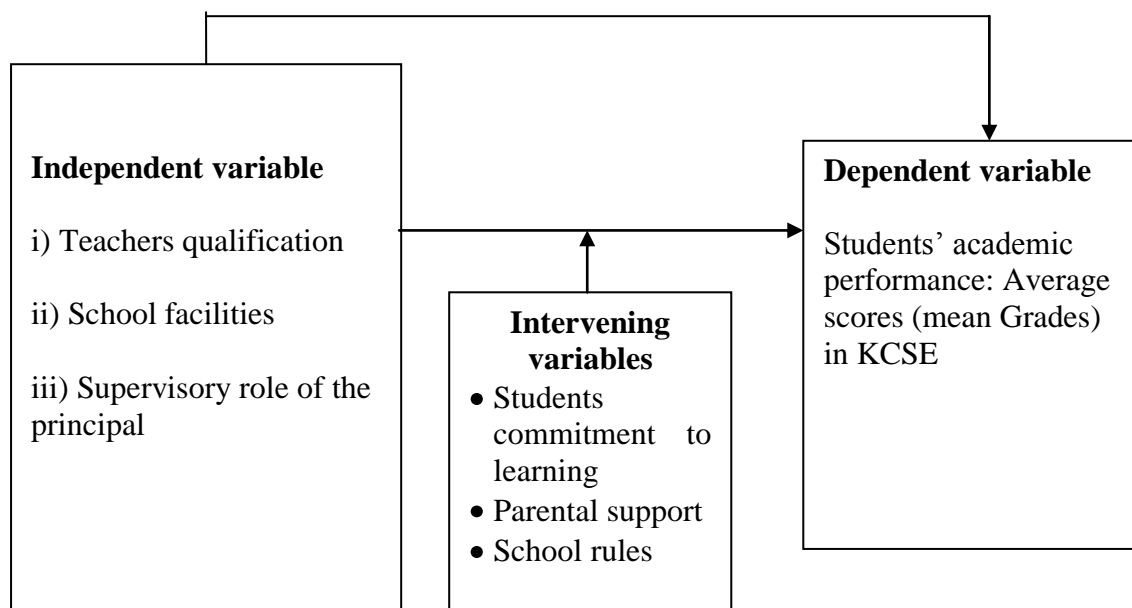 Independent variable
i) Teachers qualification
ii) School facilities
iii) Supervisory role of the
principal
Intervening
variables
• Students
commitment to
learning
• Parental support
• School rules
Dependent variable
Students’ academic
performance: Average
scores (mean Grades)
in KCSE